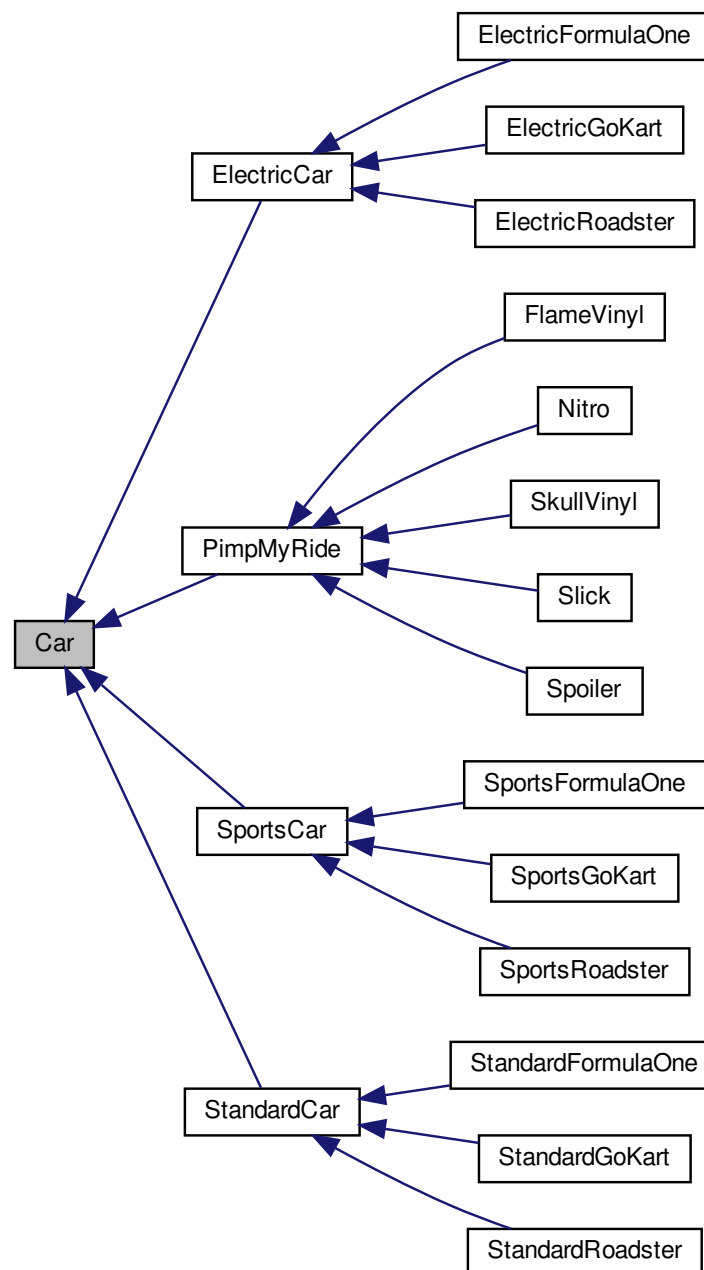 ElectricFormulaOne
ElectricGoKart
ElectricCar
ElectricRoadster
FlameVinyl
Nitro
SkullVinyl
PimpMyRide
Slick
Car
Spoiler
SportsFormulaOne
SportsCar
SportsGoKart
SportsRoadster
StandardFormulaOne
StandardCar
StandardGoKart
StandardRoadster